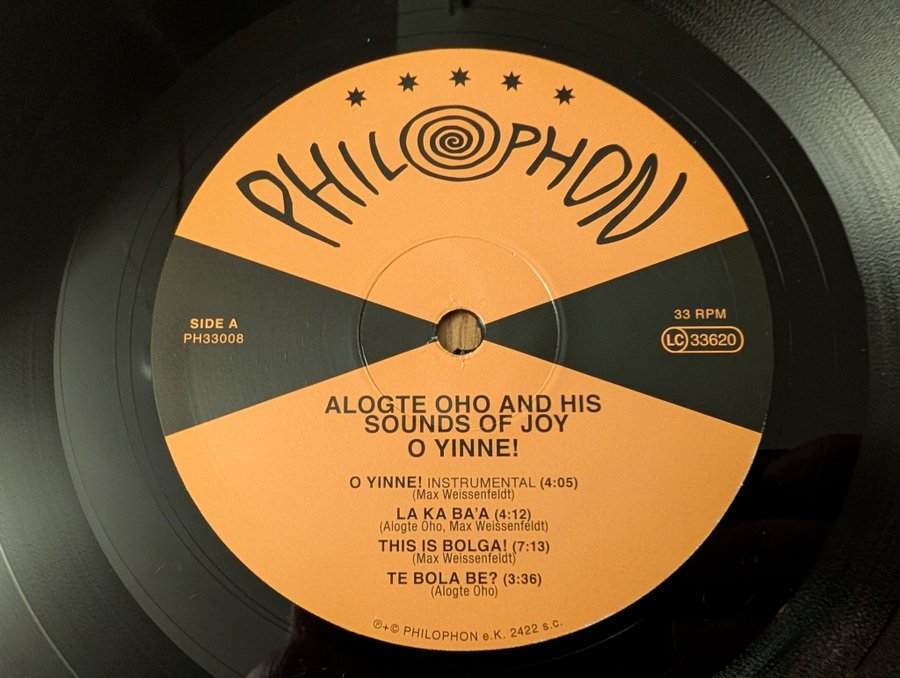 PHILOPHON
SIDE A
PH33008
33 RPM
LC 33620
ALOGTE OHO AND HIS
SOUNDS OF JOY
O YINNE!
O YINNE! INSTRUMENTAL (4:05)
(Max Weissenfeldt)
LA KA BA'A (4:12)
(Alogte Oho, Max Weissenfeldt)
THIS IS BOLGA! (7:13)
(Max Weissenfeldt)
TE BOLA BE? (3:36)
(Alogte Oho)
℗+© PHILOPHON e.K. 2422 s.c.